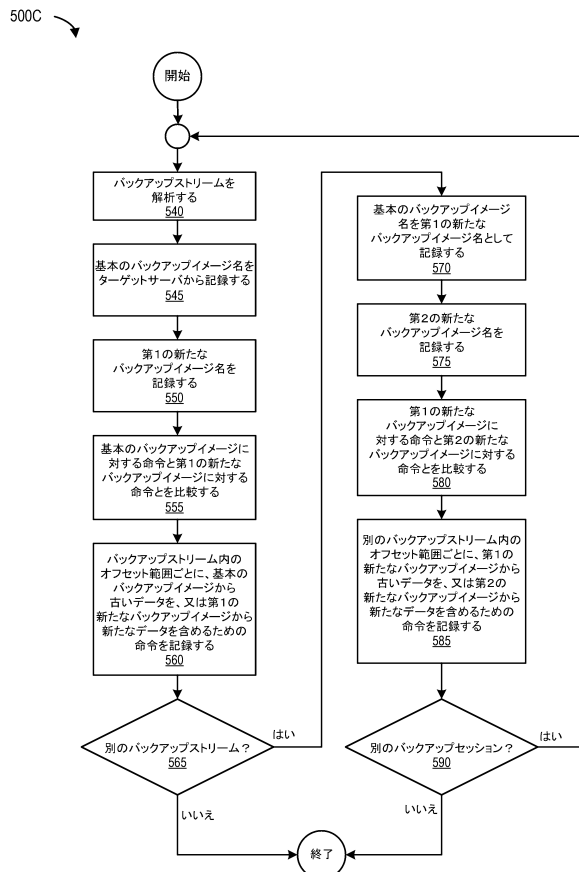 500C
開始
バックアップストリームを
解析する
540
基本のバックアップイメージ名を
ターゲットサーバから記録する
545
第1の新たな
バックアップイメージ名を
記録する
550
基本のバックアップイメージに
対する命令と第1の新たな
バックアップイメージに対する
命令とを比較する
555
バックアップストリーム内の
オフセット範囲ごとに、基本の
バックアップイメージから
古いデータを、又は第1の
新たなバックアップイメージから
新たなデータを含めるための
命令を記録する
560
別のバックアップストリーム?
565
はい
いいえ
基本のバックアップイメージ
名を第1の新たな
バックアップイメージ名として
記録する
570
第2の新たな
バックアップイメージ名を
記録する
575
第1の新たな
バックアップイメージに
対する命令と第2の新たな
バックアップイメージに対する
命令とを比較する
580
別のバックアップストリーム内の
オフセット範囲ごとに、第1の
新たなバックアップイメージから
古いデータを、又は第2の
新たなバックアップイメージから
新たなデータを含めるための
命令を記録する
585
別のバックアップセッション?
590
はい
いいえ
終了